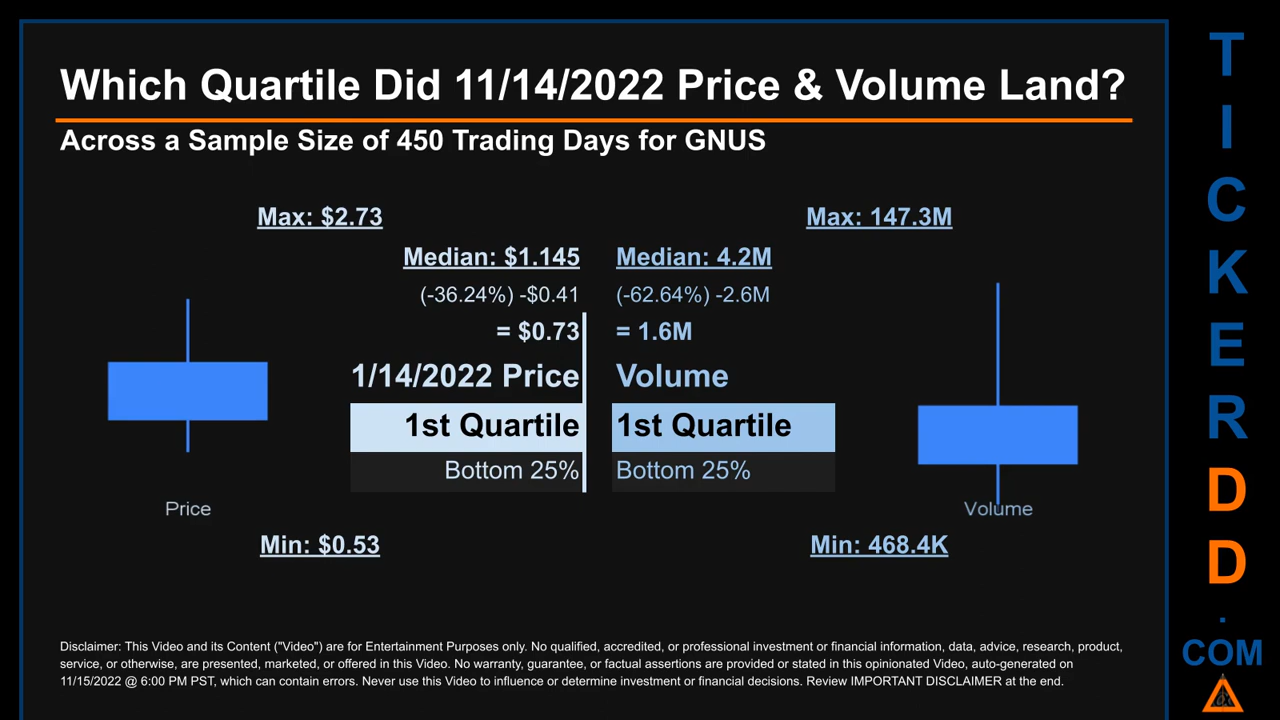 Which Quartile Did 11/14/2022 Price & Volume Land?
Across a Sample Size of 450 Trading Days for GNUS
Max: $2.73
Max: 147.3M
Median: $1.145
Median: 4.2M
(-36.24%) -$0.41
(-62.64%) -2.6M
= $0.73
= 1.6M
1/14/2022 Price
Volume
1st Quartile
1st Quartile
Bottom 25%
Bottom 25%
Price
Volume
Min: $0.53
Min: 468.4K
Disclaimer: This Video and its Content ("Video") are for Entertainment Purposes only. No qualified, accredited, or professional investment or financial information, data, advice, research, product,
service, or otherwise, are presented, marketed, or offered in this Video. No warranty, guarantee, or factual assertions are provided or stated in this opinionated Video, auto-generated on
11/15/2022 @ 6:00 PM PST, which can contain errors. Never use this Video to influence or determine investment or financial decisions. Review IMPORTANT DISCLAIMER at the end.
T
I
C
K
E
R
D
D
.
COM